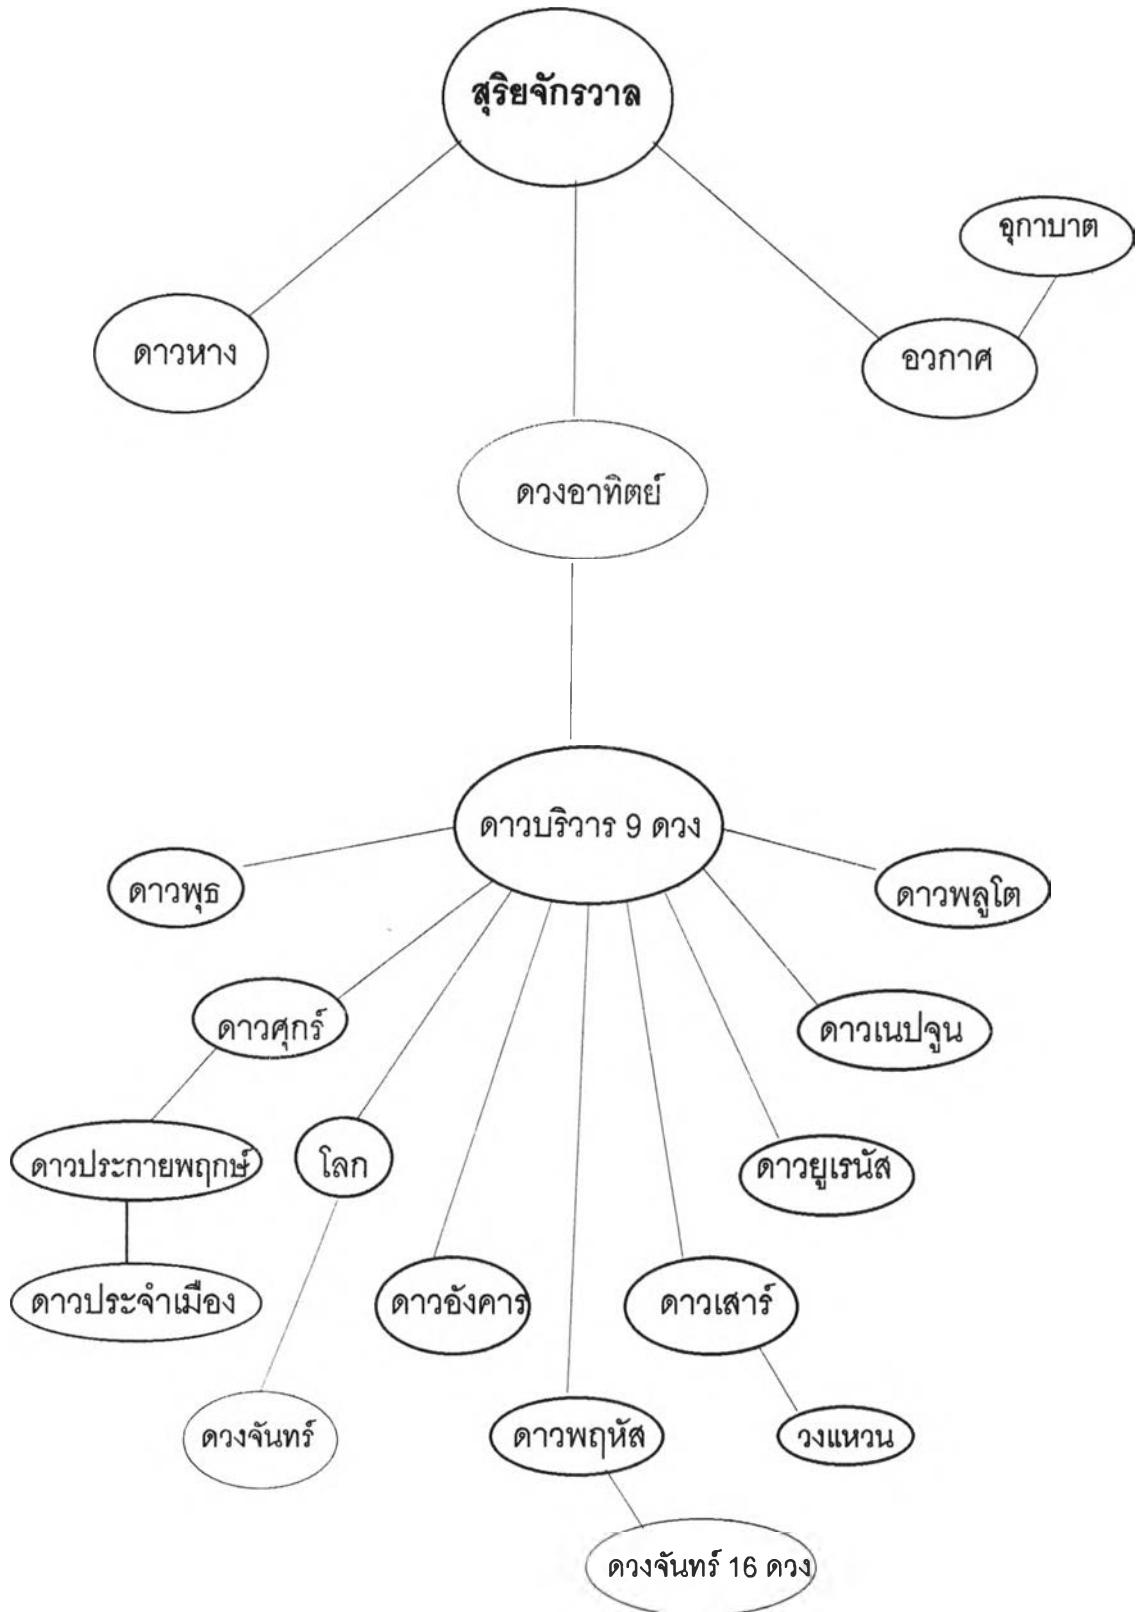 สุริยจักรวาล
อุกาบาต
ดาวหาง
อวกาศ
ดวงอาทิตย์
ดาวบริวาร 9 ดวง
ดาวพุธ
ดาวพลูโต
ดาวศุกร์
ดาวเนปจูน
ดาวประกายพฤกษ์
โลก
ดาวยูเรนัส
ดาวประจำเมือง
ดาวอังคาร
ดาวเสาร์
ดวงจันทร์
ดาวพฤหัส
วงแหวน
ดวงจันทร์ 16 ดวง